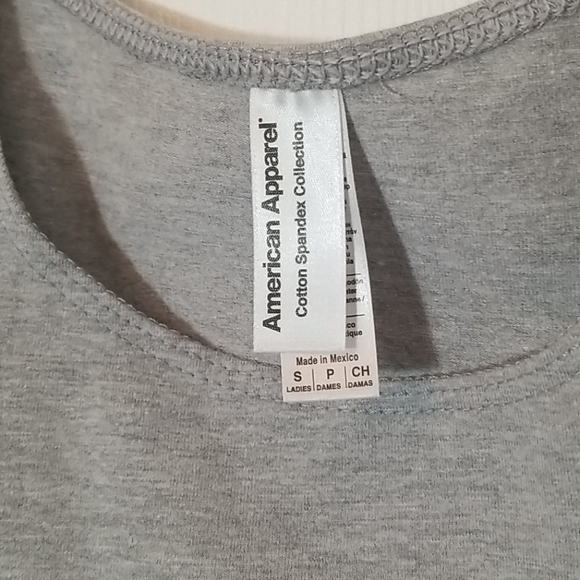 American Apparel®
Cotton Spandex Collection
Made in Mexico
S P CH
LADIES DAMES DAMAS